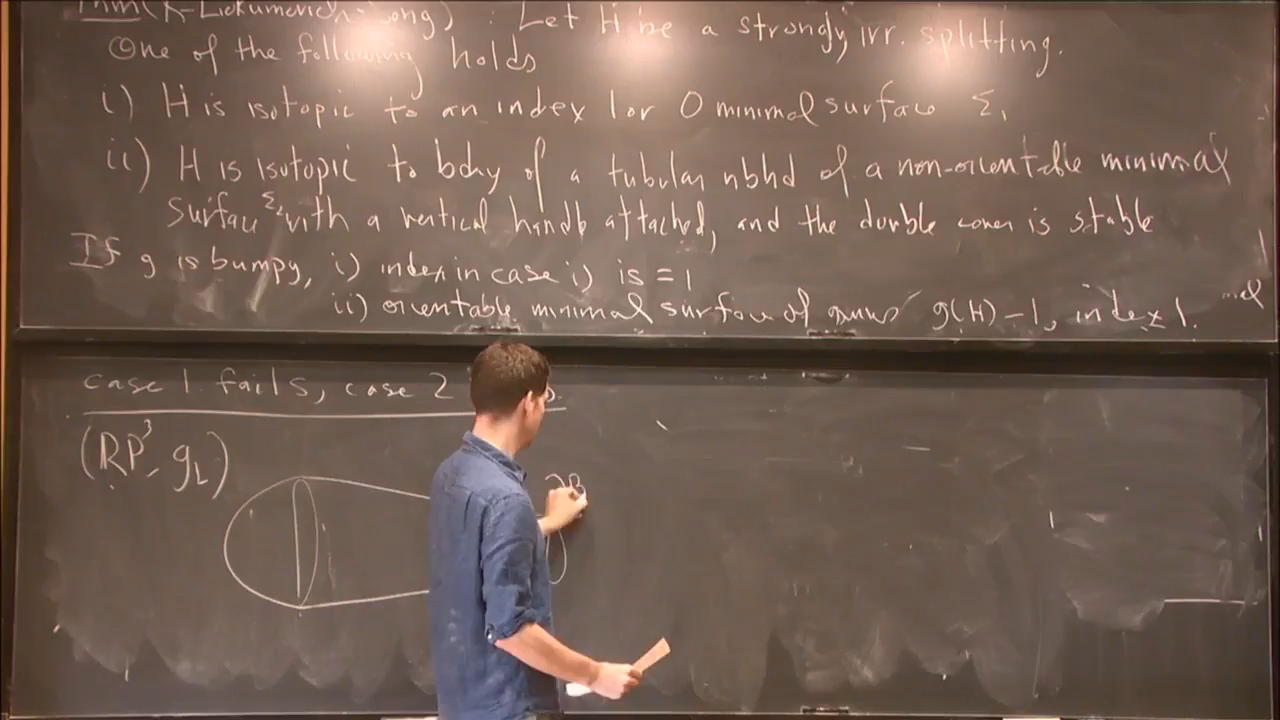 Thm (K-Liokumovich-Song) : Let H be a strongly irr. splitting.
One of the following holds
i) H is isotopic to an index 1 or 0 minimal surface Σ₁
ii) H is isotopic to bdry of a tubular nbhd of a non-orientable minimal
surface Σ₂ with a vertical handle attached, and the double cover is stable
If g is bumpy, i) index in case i) is = 1
ii) orientable minimal surface of genus g(H)-1, index 1.
case 1 fails, case 2
(RP³, g_L)